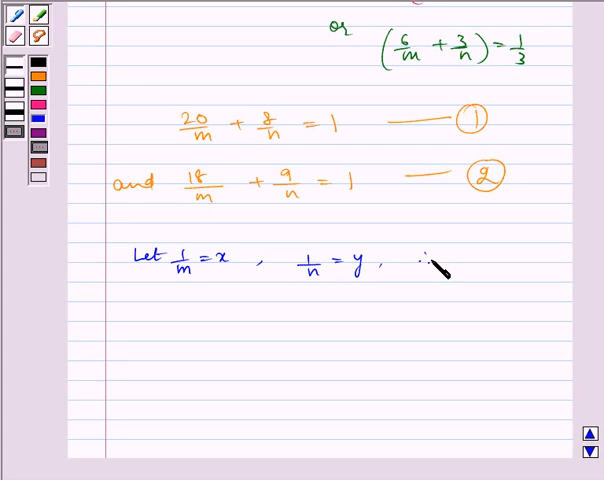 or
(6/m + 3/n) = 1/3
20/m + 8/n = 1 —— ①
and 18/m + 9/n = 1 — ②
Let 1/m = x , 1/n = y , ∴